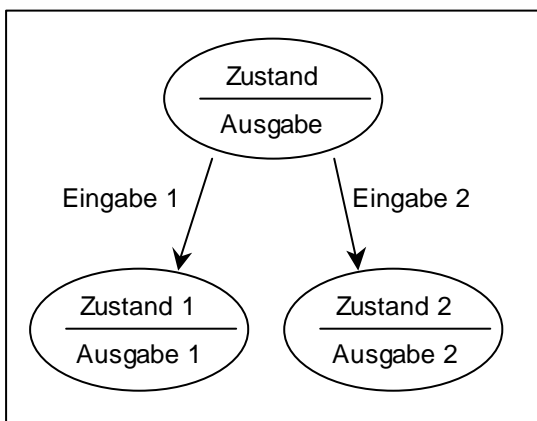 Zustand
Ausgabe
Eingabe 1
Eingabe 2
Zustand 1
Ausgabe 1
Zustand 2
Ausgabe 2